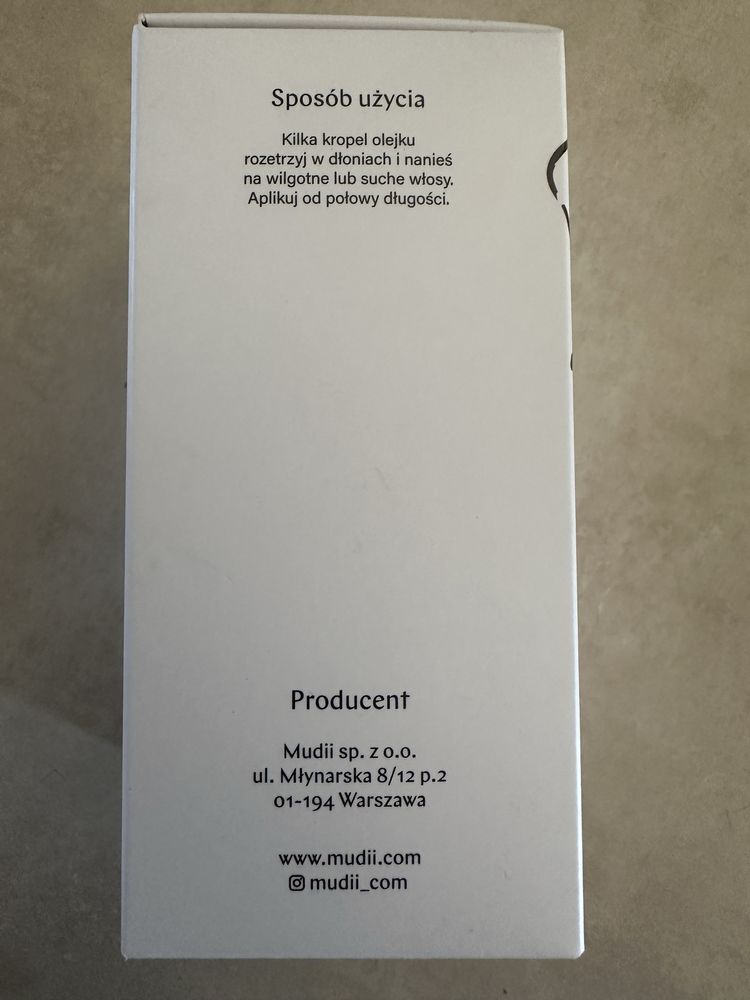 Sposób użycia
Kilka kropel olejku
rozetrzyj w dłoniach i nanieś
na wilgotne lub suche włosy.
Aplikuj od połowy długości.
Producent
Mudii sp. z o.o.
ul. Młynarska 8/12 p.2
01-194 Warszawa
www.mudii.com
mudii_com